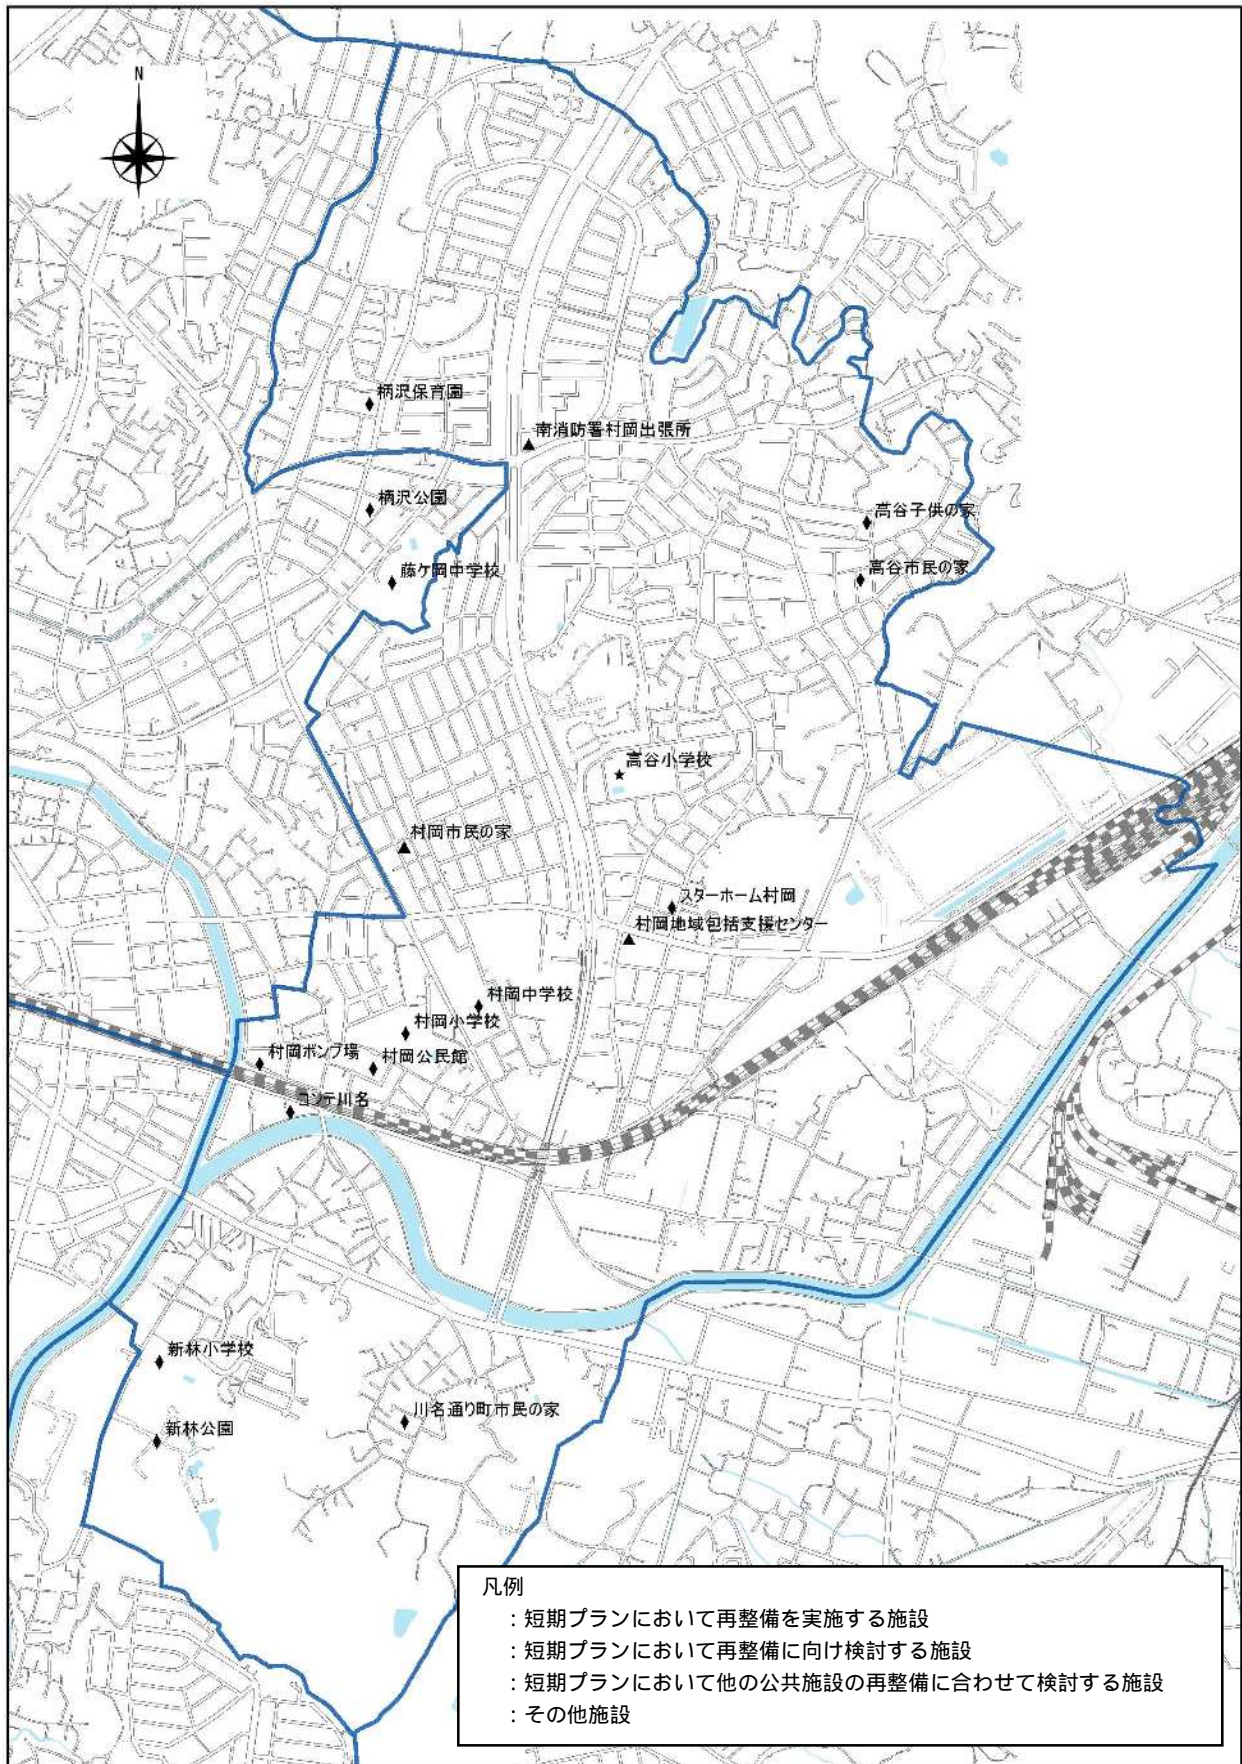 N
柄沢保育園
南消防署村岡出張所
柄沢公園
高谷子供の家
藤ケ岡中学校
高谷市民の家
高谷小学校
村岡市民の家
スターホーム村岡
村岡地域包括支援センター
村岡中学校
村岡小学校
村岡ポンプ場
村岡公民館
コンテ川名
新林小学校
川名通り町市民の家
新林公園
凡例
：短期プランにおいて再整備を実施する施設
：短期プランにおいて再整備に向け検討する施設
：短期プランにおいて他の公共施設の再整備に合わせて検討する施設
：その他施設